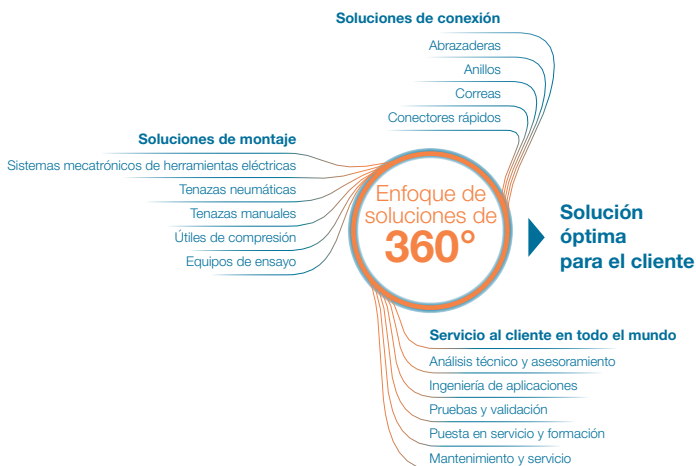 Soluciones de conexión
Abrazaderas
Anillos
Correas
Conectores rápidos
Soluciones de montaje
Sistemas mecatrónicos de herramientas eléctricas
Tenazas neumáticas
Tenazas manuales
Útiles de compresión
Equipos de ensayo
Enfoque de
soluciones de
360°
Solución
óptima
para el cliente
Servicio al cliente en todo el mundo
Análisis técnico y asesoramiento
Ingeniería de aplicaciones
Pruebas y validación
Puesta en servicio y formación
Mantenimiento y servicio